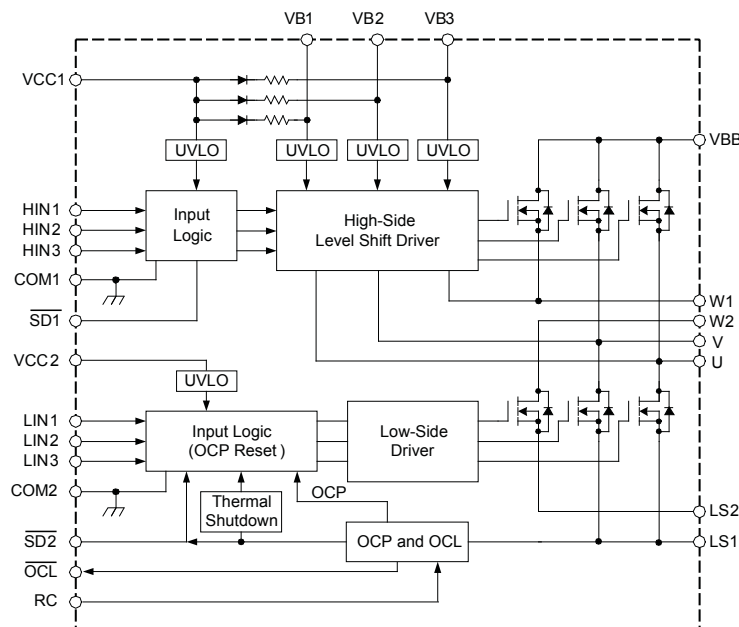 VB1 VB2 VB3
VCC1
UVLO UVLO UVLO UVLO
VBB
HIN1
HIN2
HIN3
Input
Logic
High-Side
Level Shift Driver
COM1
SD1
W1
W2
V
U
VCC2
UVLO
LIN1
LIN2
LIN3
Input Logic
(OCP Reset)
Low-Side
Driver
COM2
OCP
Thermal
Shutdown
LS2
SD2
OCP and OCL
LS1
OCL
RC